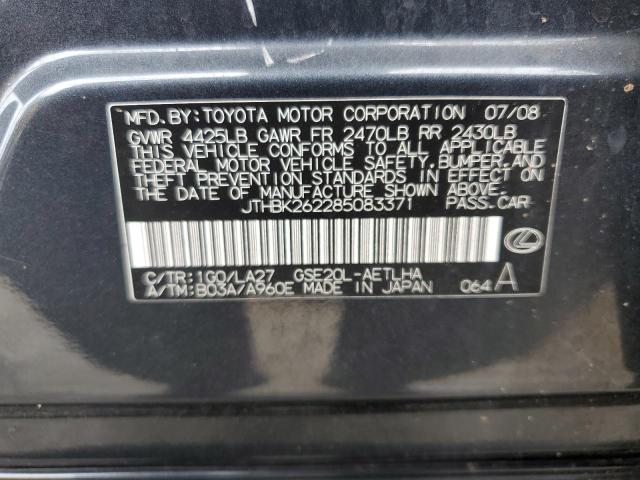 MFD.BY:TOYOTA MOTOR CORPORATION 07/08
GVWR 4425LB GAWR FR 2470LB RR 2430LB
THIS VEHICLE CONFORMS TO ALL APPLICABLE
FEDERAL MOTOR VEHICLE SAFETY,BUMPER,AND
THEFT PREVENTION STANDARDS IN EFFECT ON
THE DATE OF MANUFACTURE SHOWN ABOVE.
JTHBK262285083371 PASS.CAR
C/TR:1G0/LA27 GSE20L-AETLHA
A/TM:B03A/A960E MADE IN JAPAN 064 A